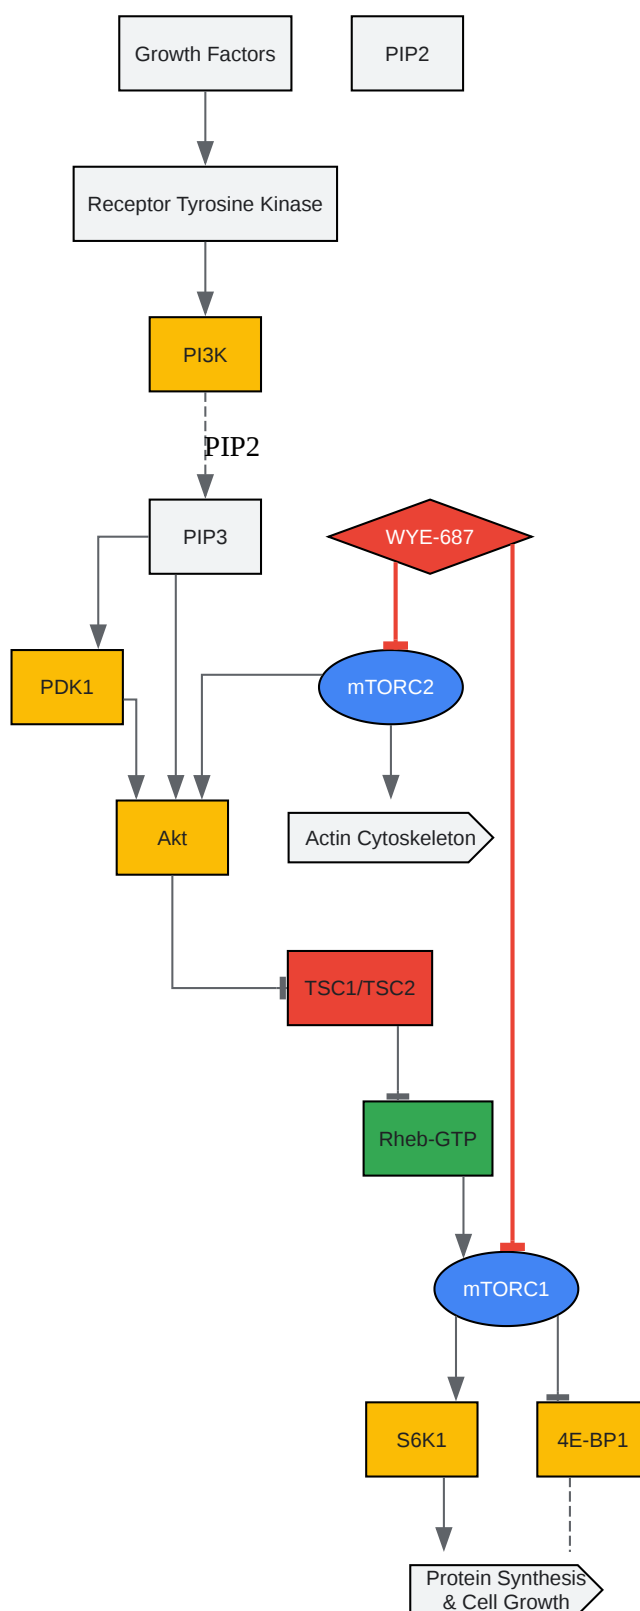 Growth Factors
PIP2
Receptor Tyrosine Kinase
PI3K
PIP2
PIP3
WYE-687
PDK1
mTORC2
Akt
Actin Cytoskeleton
TSC1/TSC2
Rheb-GTP
mTORC1
S6K1
4E-BP1
Protein Synthesis
& Cell Growth